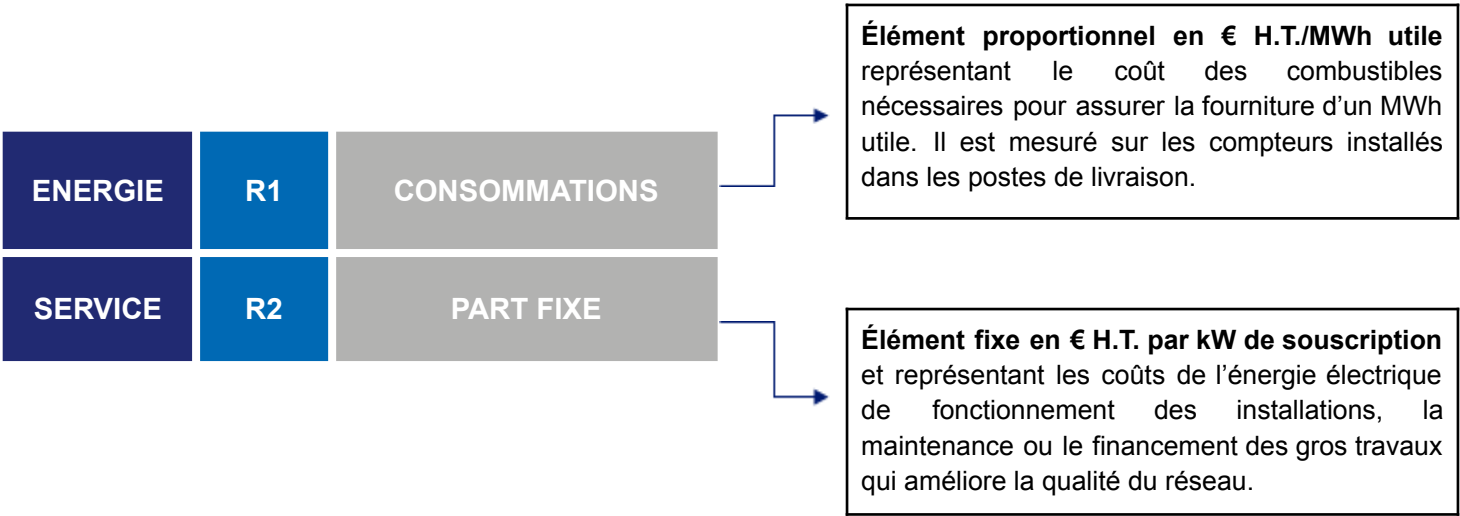 Élément proportionnel en € H.T./MWh utile
représentant le coût des combustibles
nécessaires pour assurer la fourniture d’un MWh
utile. Il est mesuré sur les compteurs installés
dans les postes de livraison.
ENERGIE R1 CONSOMMATIONS
SERVICE R2 PART FIXE
Élément fixe en € H.T. par kW de souscription
et représentant les coûts de l’énergie électrique
de fonctionnement des installations, la
maintenance ou le financement des gros travaux
qui améliore la qualité du réseau.